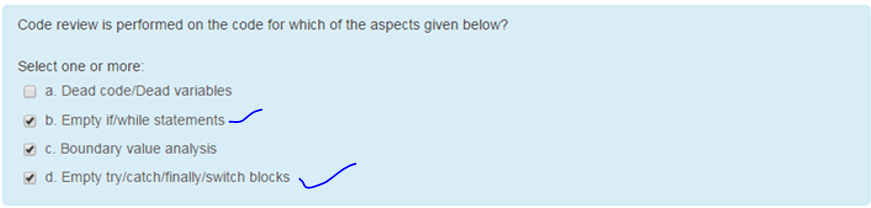 Code review is performed on the code for which of the aspects given below?
Select one or more:
a. Dead code/Dead variables
b. Empty if/while statements
c. Boundary value analysis
d. Empty try/catch/finally/switch blocks